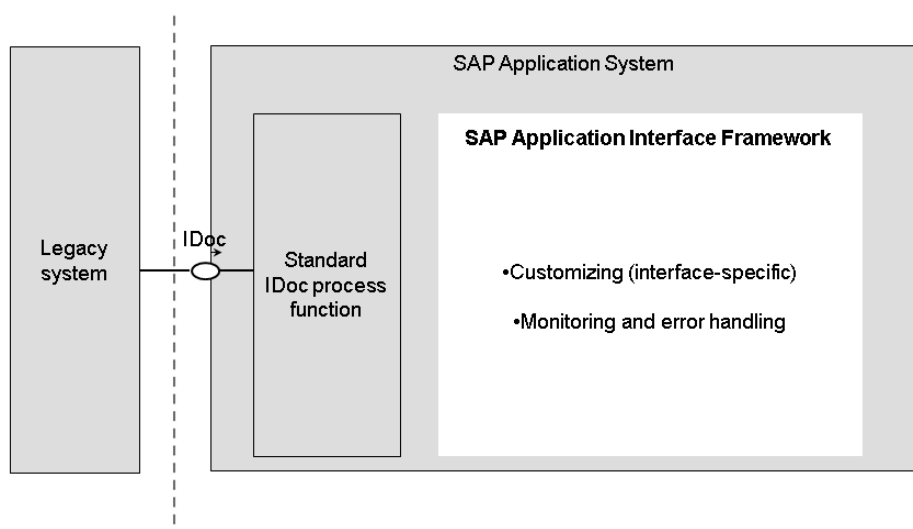 SAP Application System
SAP Application Interface Framework
Legacy
system
IDoc
Standard
IDoc process
function
•Customizing (interface-specific)
•Monitoring and error handling